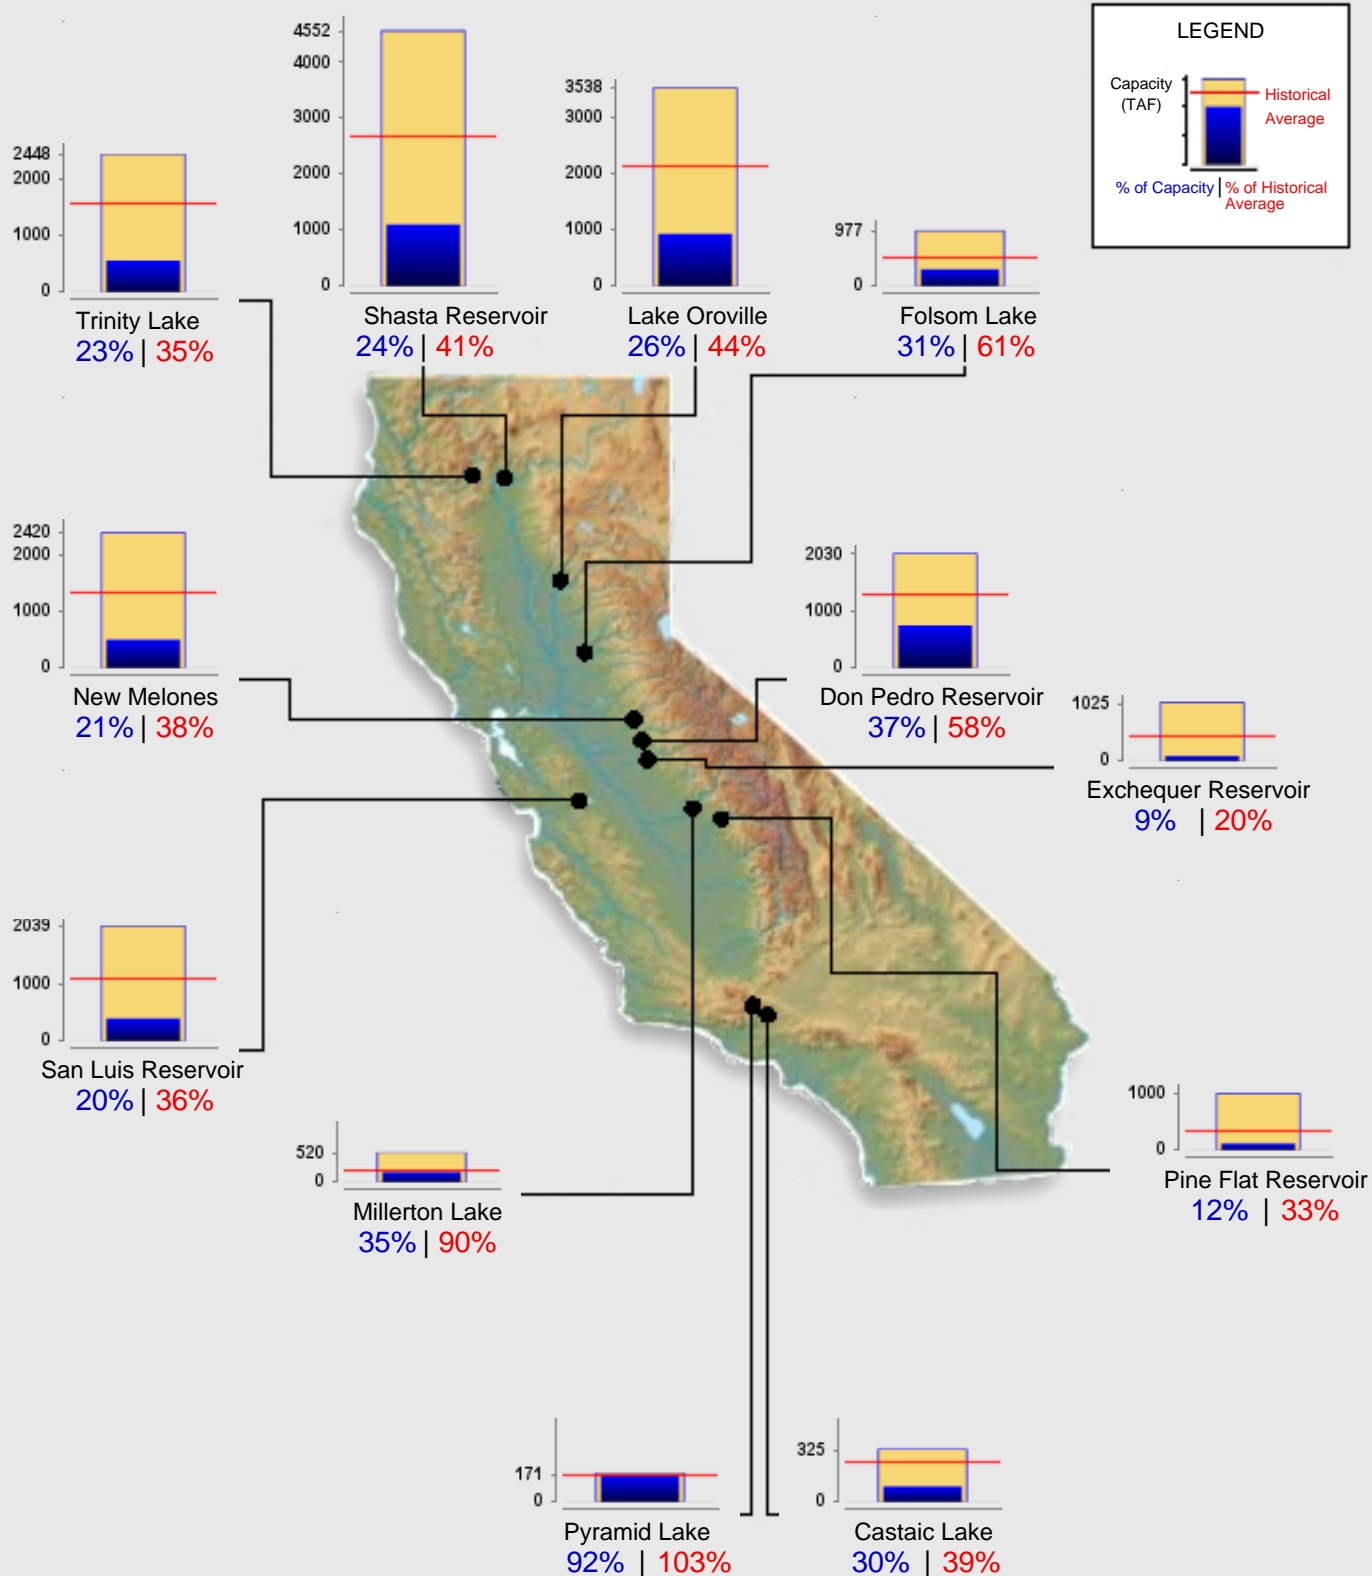 LEGEND
Capacity
(TAF)
Historical
Average
% of Capacity | % of Historical
Average
2448
2000
1000
0
Trinity Lake
23% | 35%
4552
4000
3000
2000
1000
0
Shasta Reservoir
24% | 41%
3538
3000
2000
1000
0
Lake Oroville
26% | 44%
977
0
Folsom Lake
31% | 61%
2420
2000
1000
0
New Melones
21% | 38%
2030
1000
0
Don Pedro Reservoir
37% | 58%
1025
0
Exchequer Reservoir
9% | 20%
2039
1000
0
San Luis Reservoir
20% | 36%
520
0
Millerton Lake
35% | 90%
1000
0
Pine Flat Reservoir
12% | 33%
171
0
Pyramid Lake
92% | 103%
325
0
Castaic Lake
30% | 39%